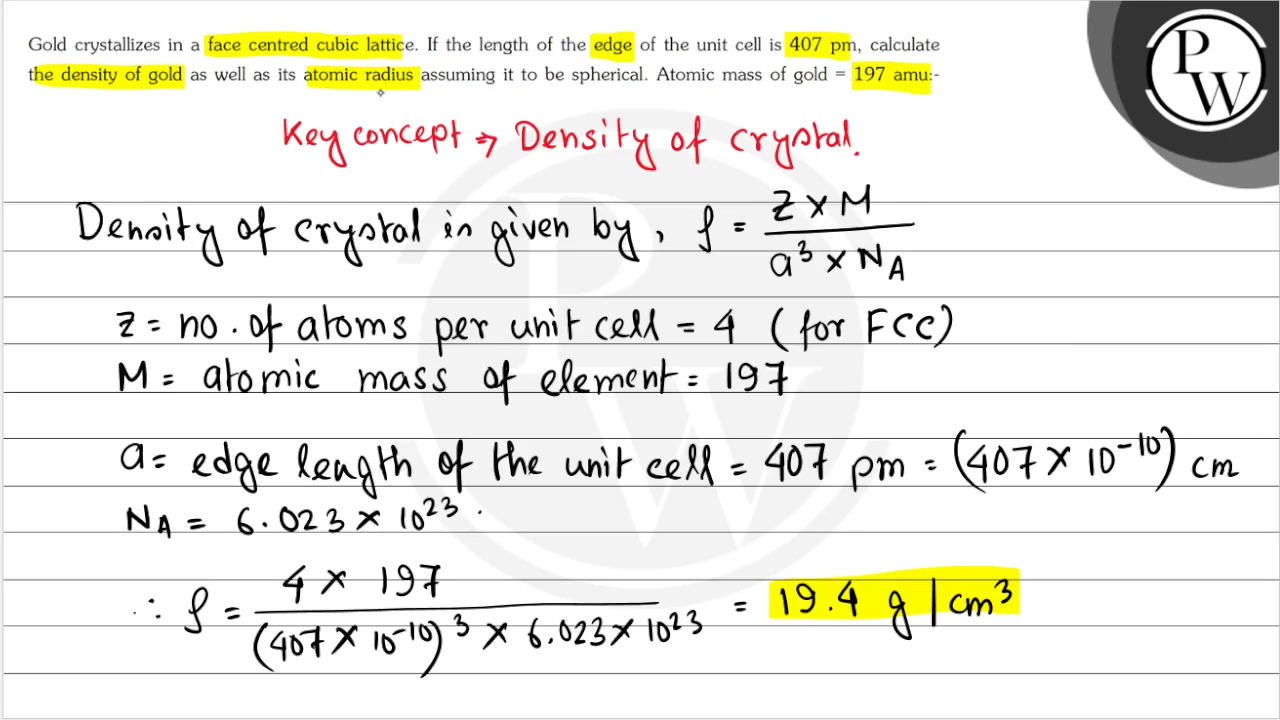 Gold crystallizes in a face centred cubic lattice. If the length of the edge of the unit cell is 407 pm, calculate
the density of gold as well as its atomic radius assuming it to be spherical. Atomic mass of gold = 197 amu:-
PW
Key concept → Density of crystal.
Density of crystal is given by, ρ = Z × M / a³ × N_A
Z = no. of atoms per unit cell = 4 (for FCC)
M = atomic mass of element = 197
a = edge length of the unit cell = 407 pm = (407 × 10⁻¹⁰) cm
N_A = 6.023 × 10²³.
∴ ρ = 4 × 197 / (407 × 10⁻¹⁰)³ × 6.023 × 10²³ = 19.4 g/cm³